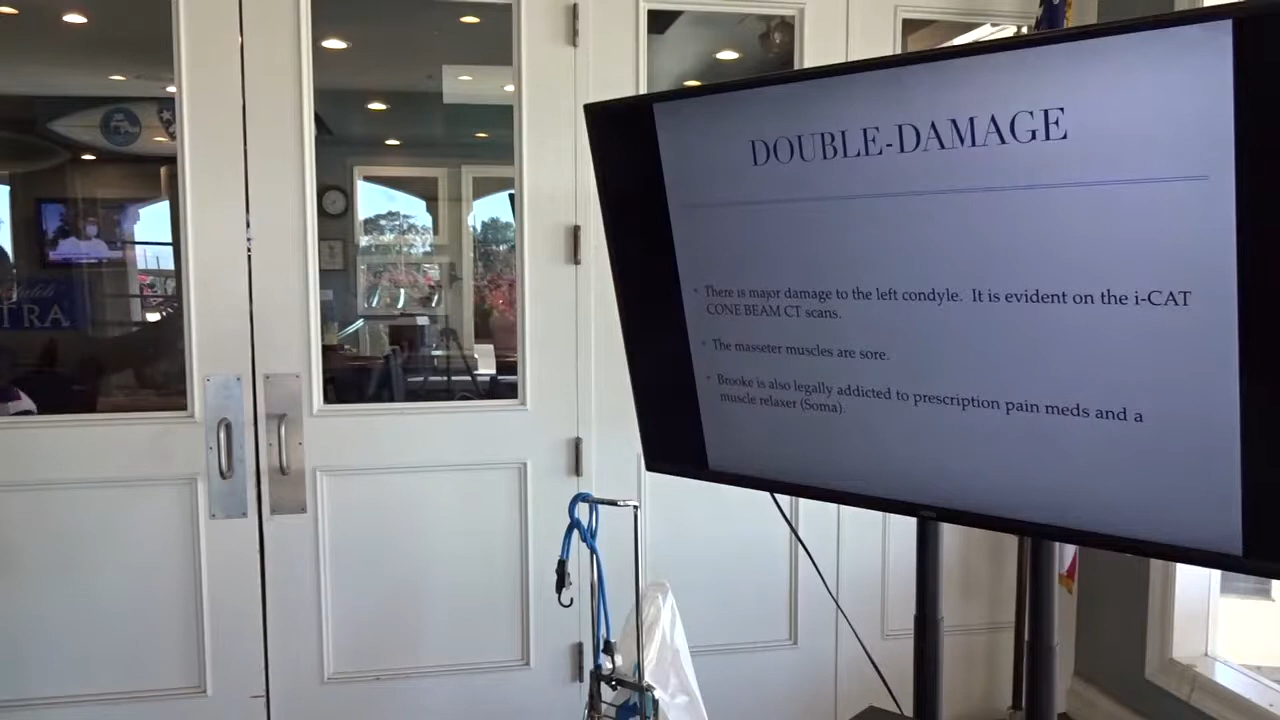 DOUBLE-DAMAGE
There is major damage to the left condyle. It is evident on the i-CAT
CONE BEAM CT scans.
The masseter muscles are sore.
Brooke is also legally addicted to prescription pain meds and a
muscle relaxer (Soma).
TRA